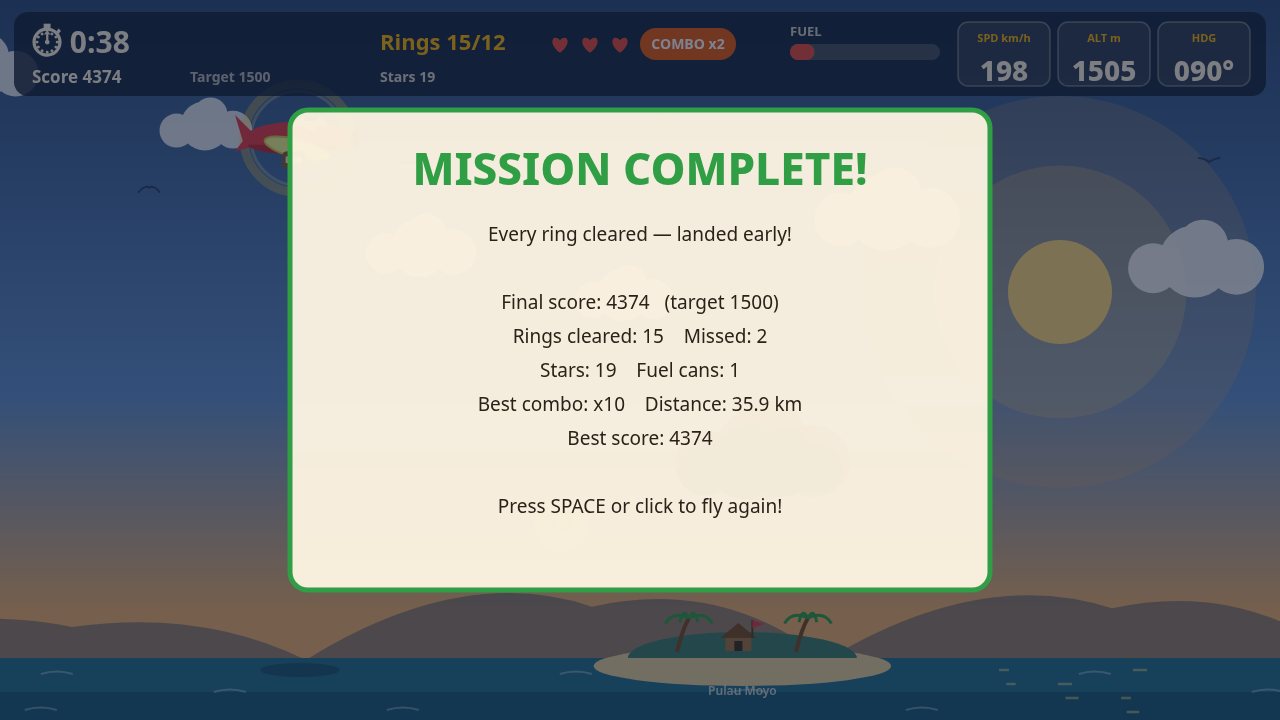 0:38
Rings 15/12
COMBO x2
FUEL
SPD km/h
ALT m
HDG
198
1505
090°
Score 4374
Target 1500
Stars 19
MISSION COMPLETE!
Every ring cleared — landed early!
Final score: 4374 (target 1500)
Rings cleared: 15 Missed: 2
Stars: 19 Fuel cans: 1
Best combo: x10 Distance: 35.9 km
Best score: 4374
Press SPACE or click to fly again!
Pulau Moyo